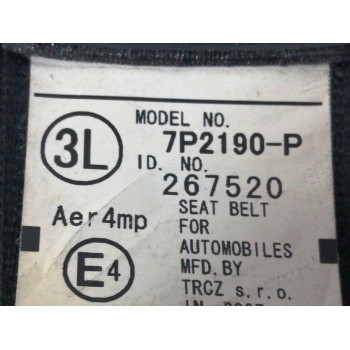 MODEL NO.
3L 7P2190-P
ID. NO.
267520
Aer4mp SEAT BELT
FOR
AUTOMOBILES
E4 MFD.BY
TRCZ s.r.o.